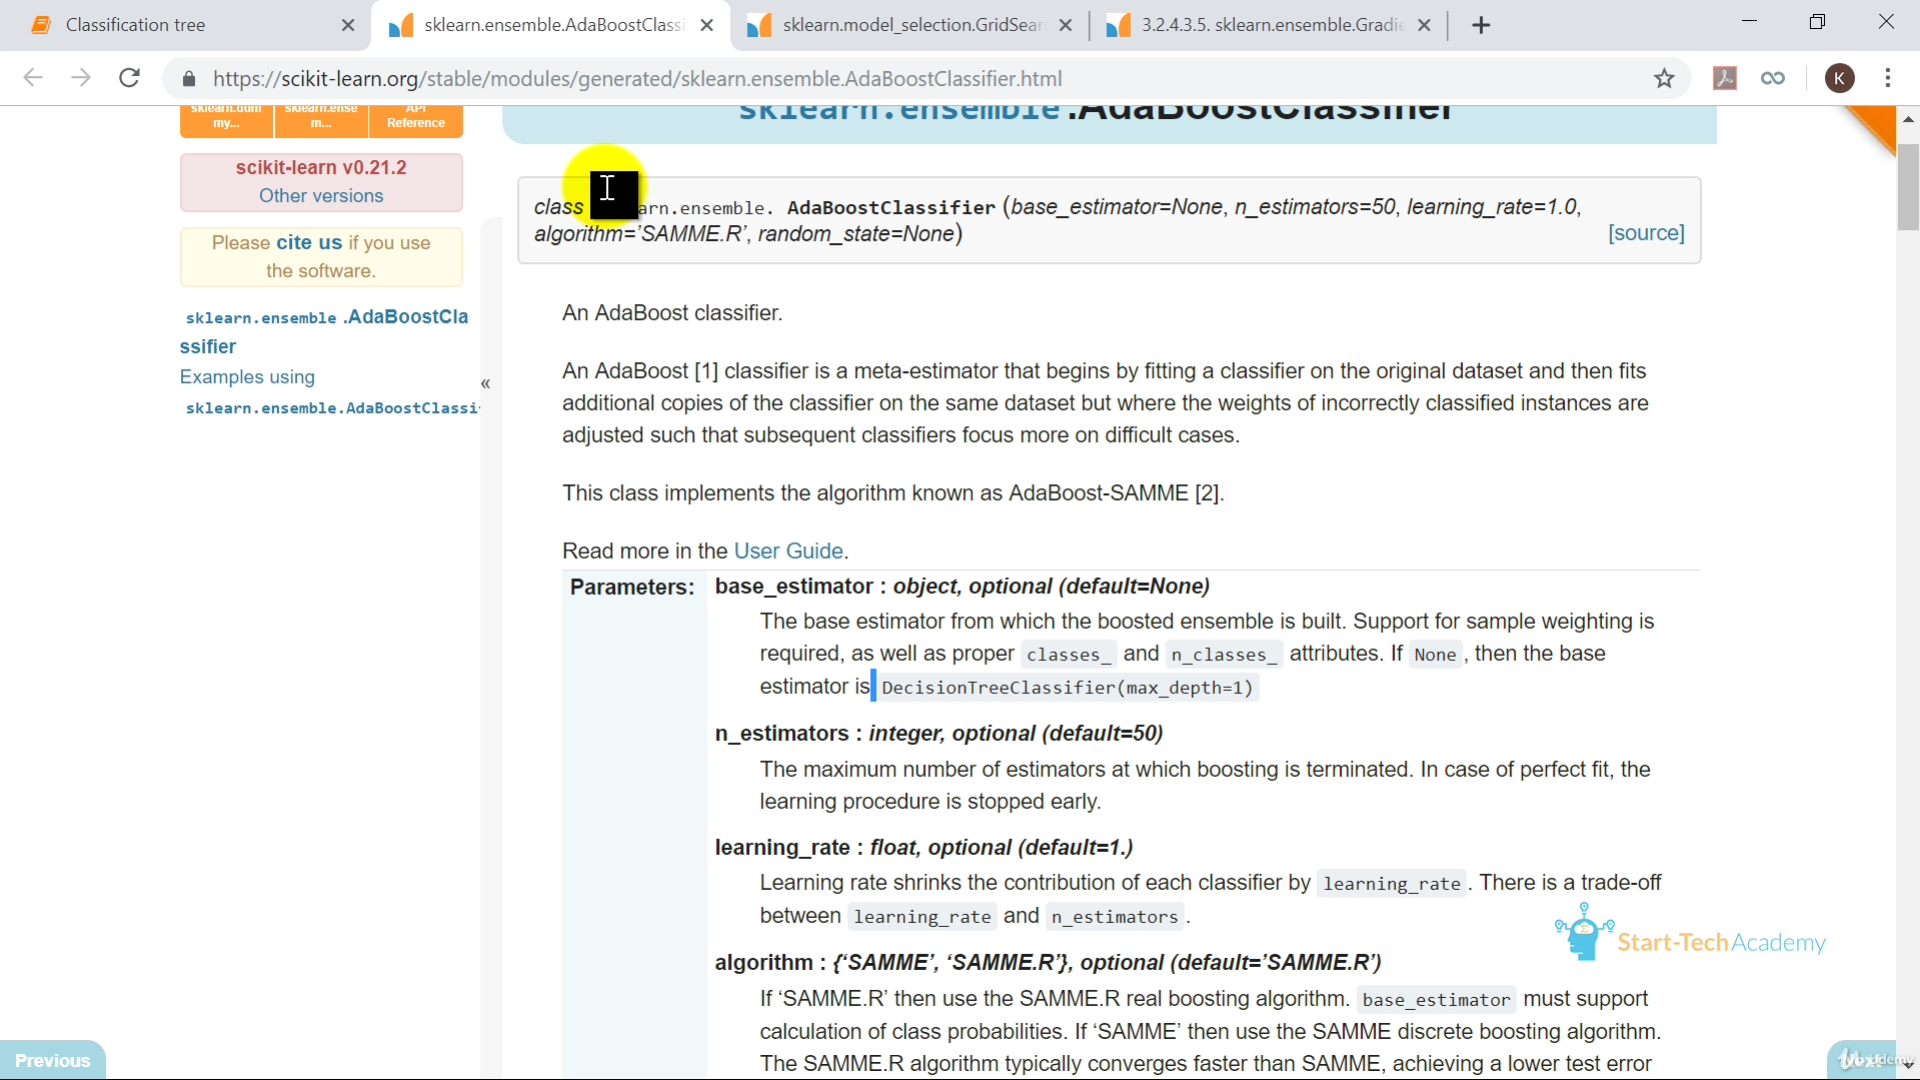 Classification tree
sklearn.ensemble.AdaBoostClassi
sklearn.model_selection.GridSear
3.2.4.3.5. sklearn.ensemble.Gradie
https://scikit-learn.org/stable/modules/generated/sklearn.ensemble.AdaBoostClassifier.html
K
sklearn.dum
my...
sklearn.ense
m...
API
Reference
scikit-learn v0.21.2
Other versions
Please cite us if you use
the software.
sklearn.ensemble.AdaBoostCla
ssifier
Examples using
sklearn.ensemble.AdaBoostClassi
«
sklearn.ensemble.AdaBoostClassifier
class arn.ensemble. AdaBoostClassifier (base_estimator=None, n_estimators=50, learning_rate=1.0,
algorithm='SAMME.R', random_state=None)
[source]
An AdaBoost classifier.
An AdaBoost [1] classifier is a meta-estimator that begins by fitting a classifier on the original dataset and then fits
additional copies of the classifier on the same dataset but where the weights of incorrectly classified instances are
adjusted such that subsequent classifiers focus more on difficult cases.
This class implements the algorithm known as AdaBoost-SAMME [2].
Read more in the User Guide.
Parameters:
base_estimator : object, optional (default=None)
The base estimator from which the boosted ensemble is built. Support for sample weighting is
required, as well as proper classes_ and n_classes_ attributes. If None, then the base
estimator is DecisionTreeClassifier(max_depth=1)
n_estimators : integer, optional (default=50)
The maximum number of estimators at which boosting is terminated. In case of perfect fit, the
learning procedure is stopped early.
learning_rate : float, optional (default=1.)
Learning rate shrinks the contribution of each classifier by learning_rate. There is a trade-off
between learning_rate and n_estimators.
algorithm : {‘SAMME’, ‘SAMME.R’}, optional (default=’SAMME.R’)
If ‘SAMME.R’ then use the SAMME.R real boosting algorithm. base_estimator must support
calculation of class probabilities. If ‘SAMME’ then use the SAMME discrete boosting algorithm.
The SAMME.R algorithm typically converges faster than SAMME, achieving a lower test error
Start-Tech Academy
Previous